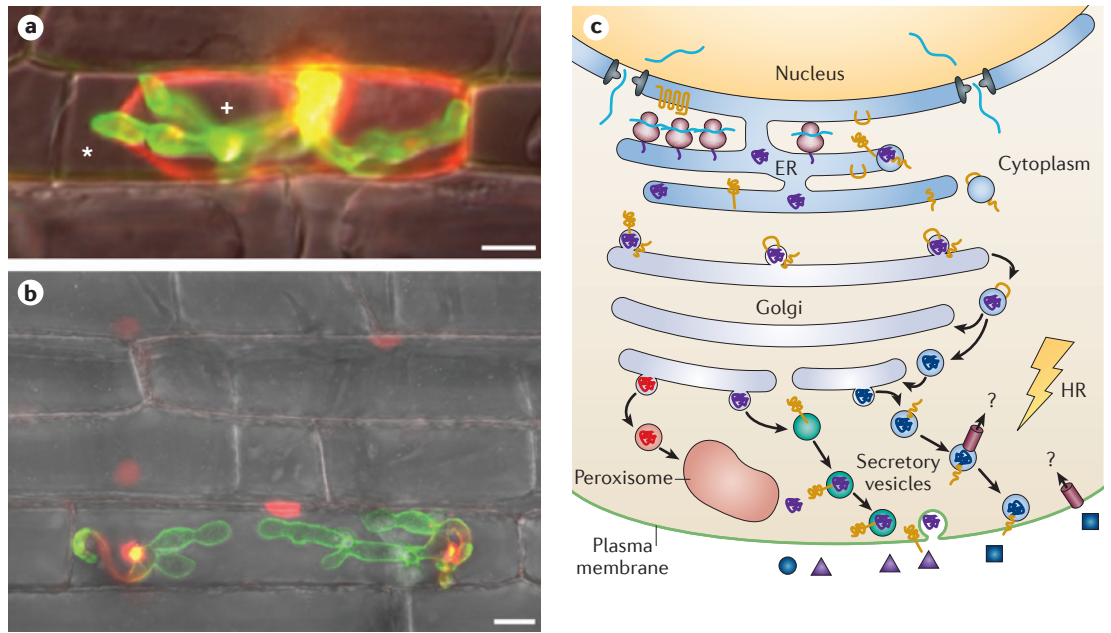 a
+
*
b
c
Nucleus
ER
Cytoplasm
Golgi
HR
?
?
Peroxisome
Secretory
vesicles
Plasma
membrane